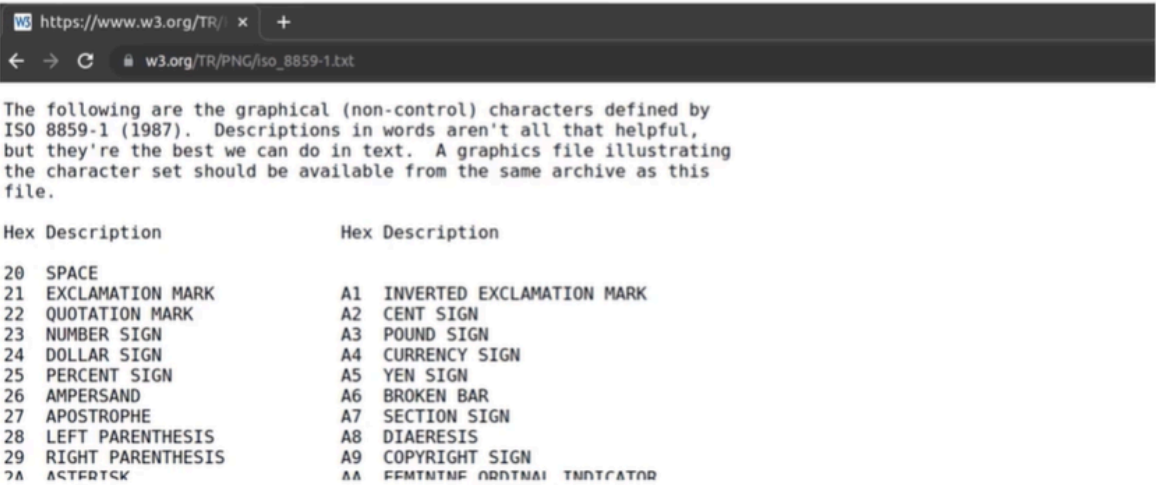 https://www.w3.org/TR/
w3.org/TR/PNG/iso_8859-1.txt
The following are the graphical (non-control) characters defined by
ISO 8859-1 (1987).  Descriptions in words aren't all that helpful,
but they're the best we can do in text.  A graphics file illustrating
the character set should be available from the same archive as this
file.
Hex Description                 Hex Description
20  SPACE
21  EXCLAMATION MARK            A1  INVERTED EXCLAMATION MARK
22  QUOTATION MARK              A2  CENT SIGN
23  NUMBER SIGN                 A3  POUND SIGN
24  DOLLAR SIGN                 A4  CURRENCY SIGN
25  PERCENT SIGN                A5  YEN SIGN
26  AMPERSAND                   A6  BROKEN BAR
27  APOSTROPHE                  A7  SECTION SIGN
28  LEFT PARENTHESIS            A8  DIAERESIS
29  RIGHT PARENTHESIS           A9  COPYRIGHT SIGN
2A  ASTERISK                    AA  FEMININE ORDINAL INDICATOR